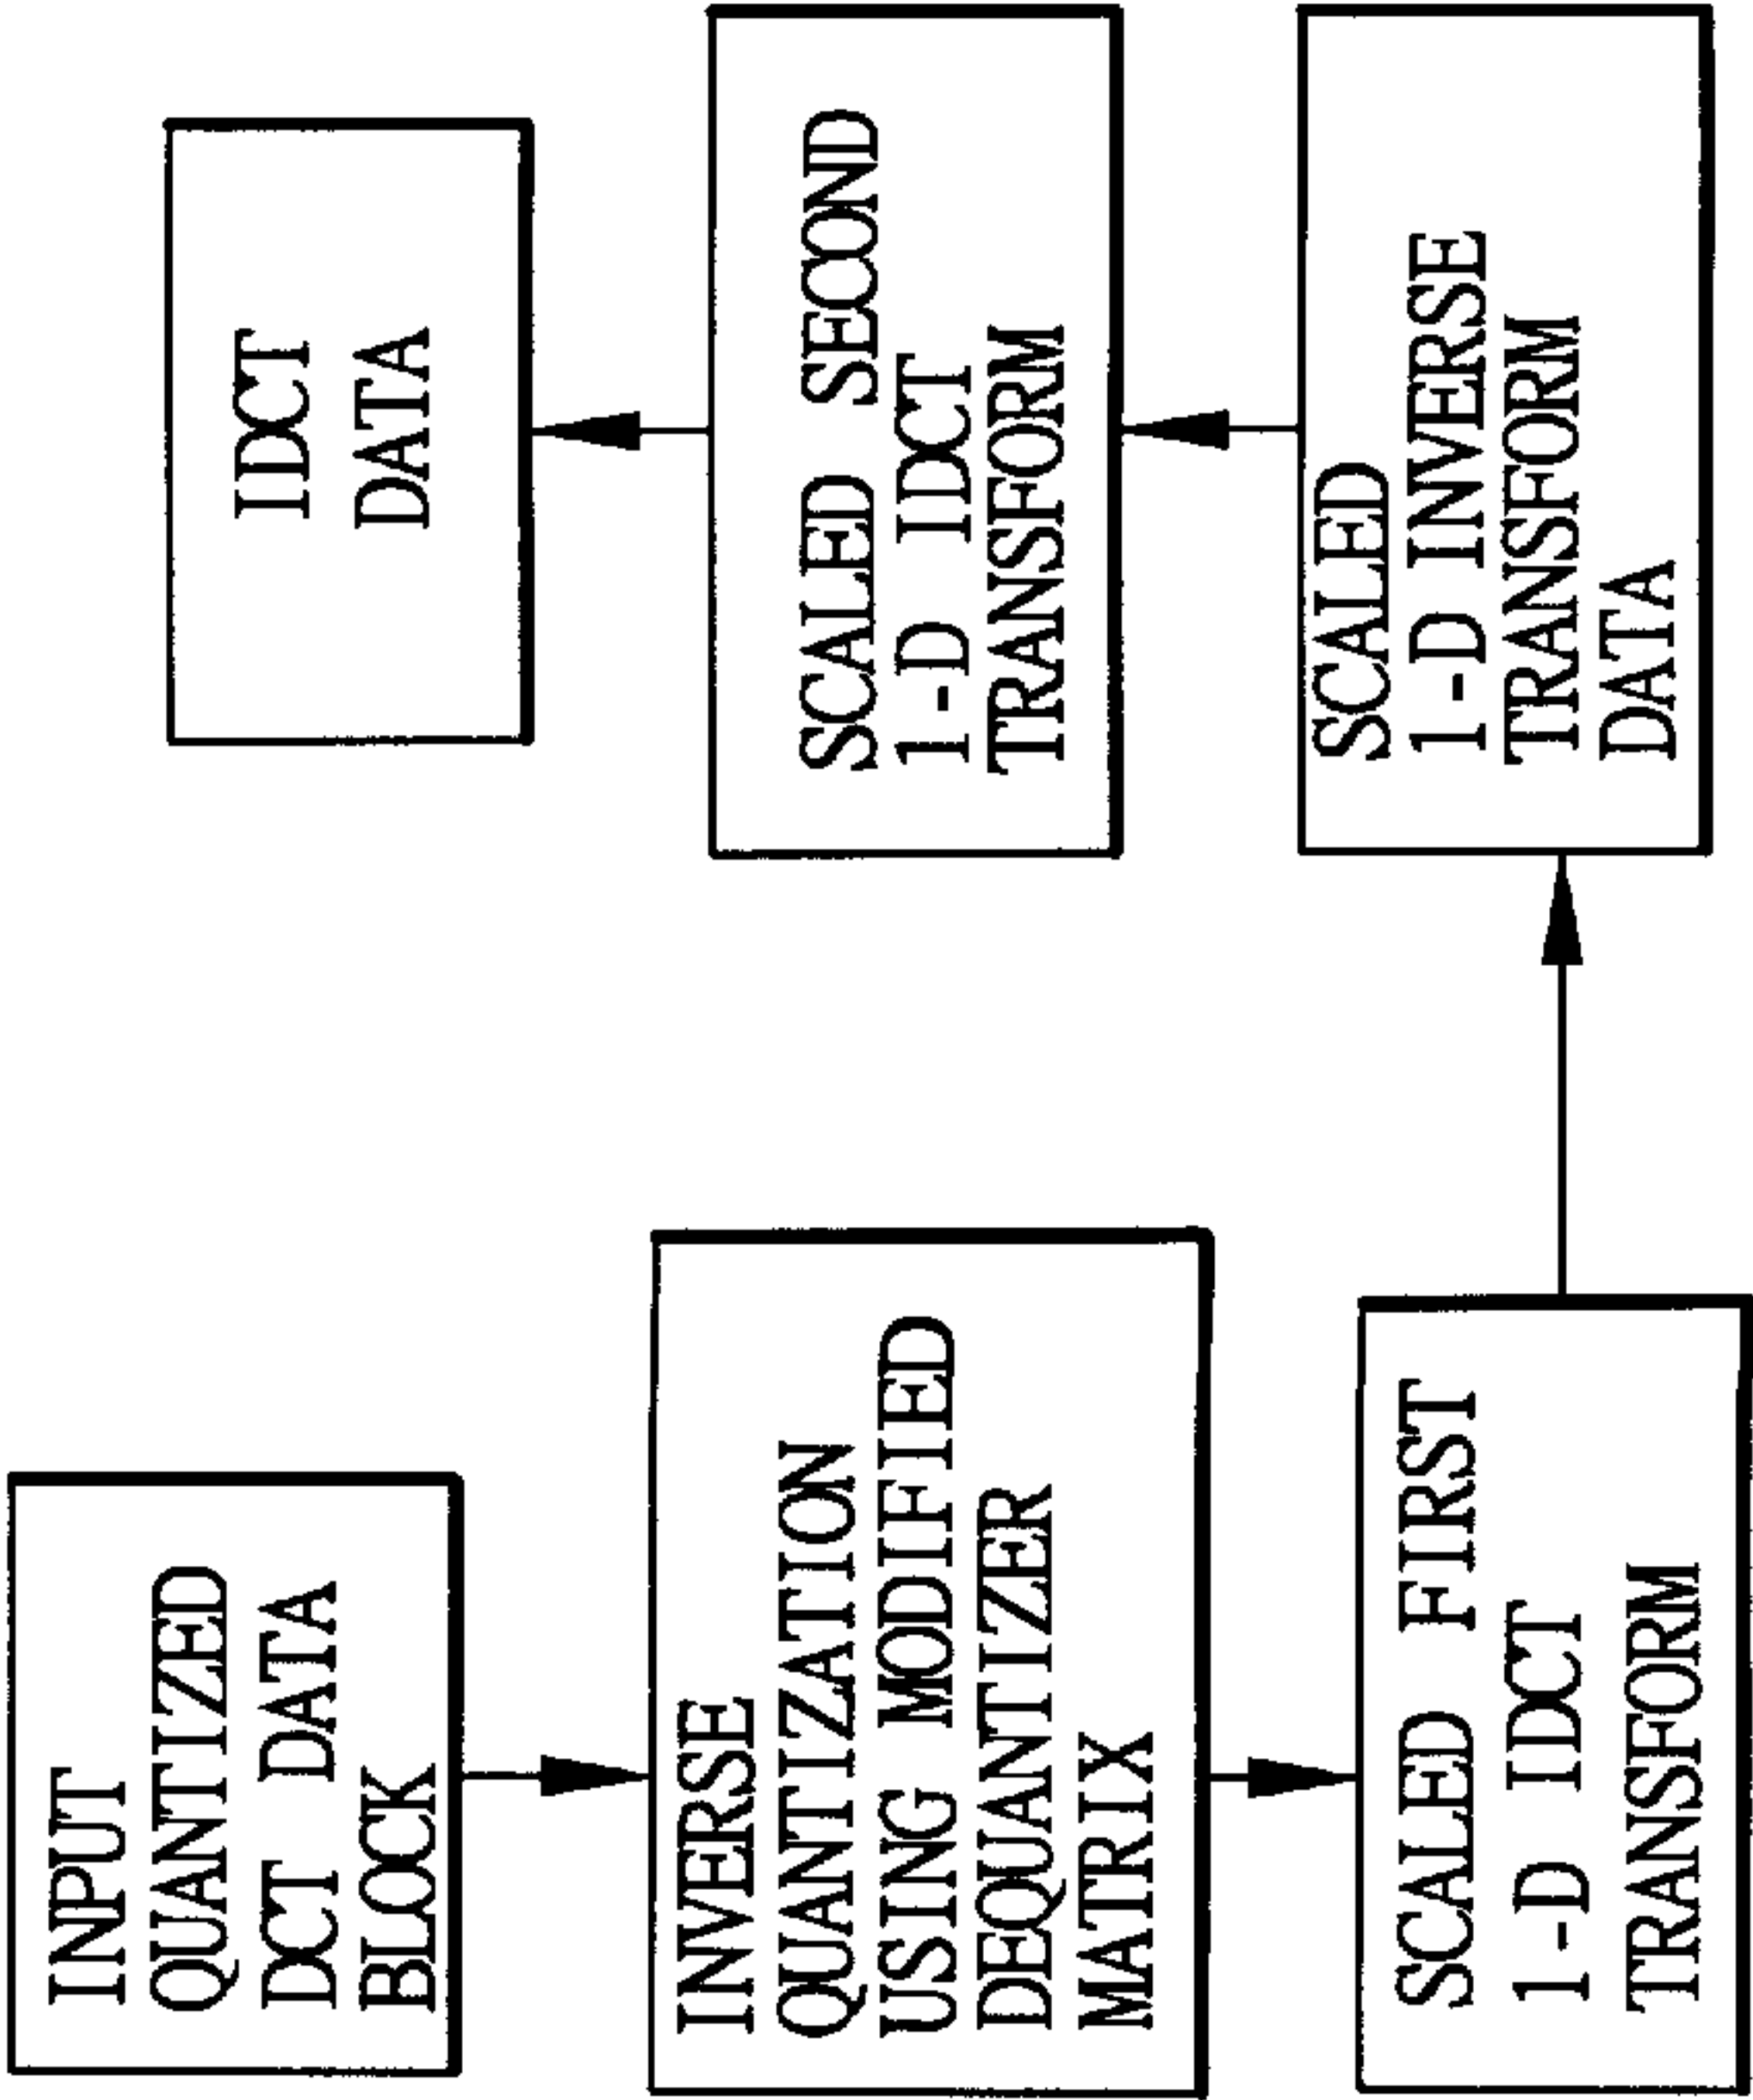 INPUT
QUANTIZED
DCT DATA
BLOCK
INVERSE
QUANTIZATION
USING MODIFIED
DEQUANTIZER
MATRIX
SCALED FIRST
1-D IDCT
TRANSFORM
SCALED
1-D INVERSE
TRANSFORM
DATA
SCALED SECOND
1-D IDCT
TRANSFORM
IDCT
DATA